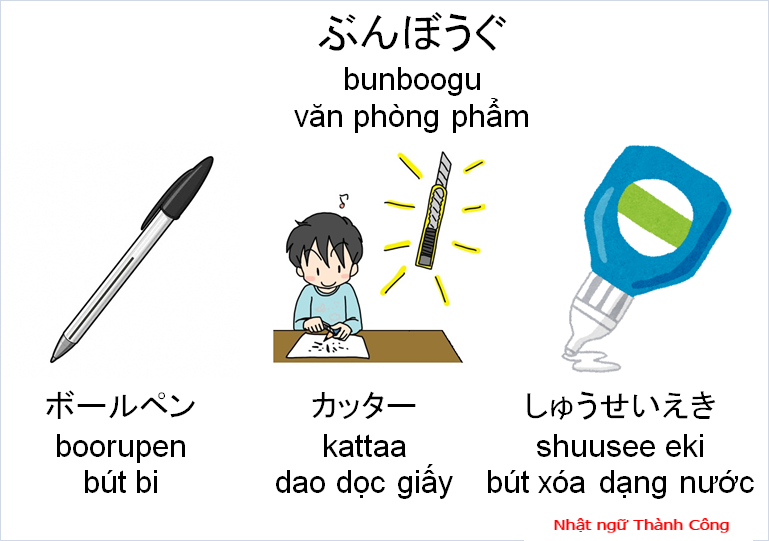 ぶんぼうぐ
bunboogu
văn phòng phẩm
ボールペン
boorupen
bút bi
カッター
kattaa
dao dọc giấy
しゅうせいえき
shuusee eki
bút xóa dạng nước
Nhật ngữ Thành Công